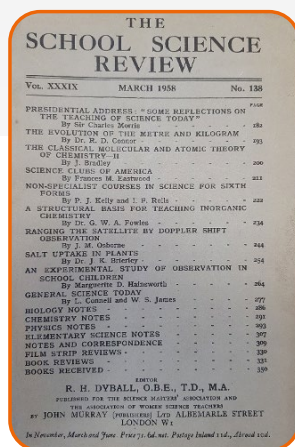 THE
SCHOOL SCIENCE
REVIEW
VOL. XXXIX MARCH 1958 No. 138
PAGE
PRESIDENTIAL ADDRESS: "SOME REFLECTIONS ON
THE TEACHING OF SCIENCE TODAY"
By Sir Charles Morris - - - - 182
THE EVOLUTION OF THE METRE AND KILOGRAM
By Dr. R. D. Connor - - - - 193
THE CLASSICAL MOLECULAR AND ATOMIC THEORY
OF CHEMISTRY—II
By J. Bradley - - - - 200
SCIENCE CLUBS OF AMERICA
By Frances M. Eastwood - - - - 212
NON-SPECIALIST COURSES IN SCIENCE FOR SIXTH
FORMS
By P. J. Kelly and I. F. Rolls - - - - 222
A STRUCTURAL BASIS FOR TEACHING INORGANIC
CHEMISTRY
By Dr. G. W. A. Fowles - - - - 234
RANGING THE SATELLITE BY DOPPLER SHIFT
OBSERVATION
By J. M. Osborne - - - - 244
SALT UPTAKE IN PLANTS
By Dr. J. K. Brierley - - - - 254
AN EXPERIMENTAL STUDY OF OBSERVATION IN
SCHOOL CHILDREN
By Marguerite D. Hainsworth - - - - 264
GENERAL SCIENCE TODAY
By L. Connell and W. S. James - - - - 277
BIOLOGY NOTES - - - - 286
CHEMISTRY NOTES - - - - 291
PHYSICS NOTES - - - - 293
ELEMENTARY SCIENCE NOTES - - - - 307
NOTES AND CORRESPONDENCE - - - - 309
FILM STRIP REVIEWS - - - - 330
BOOK REVIEWS - - - - 332
BOOKS RECEIVED - - - - 350
EDITOR
R. H. DYBALL, O.B.E., T.D., M.A.
PUBLISHED FOR THE SCIENCE MASTERS' ASSOCIATION AND
THE ASSOCIATION OF WOMEN SCIENCE TEACHERS
BY JOHN MURRAY [PUBLISHERS] LTD ALBEMARLE STREET
LONDON W1
In November, March and June. Price 7s. 6d. net. Postage Inland 11d., Abroad 10d.